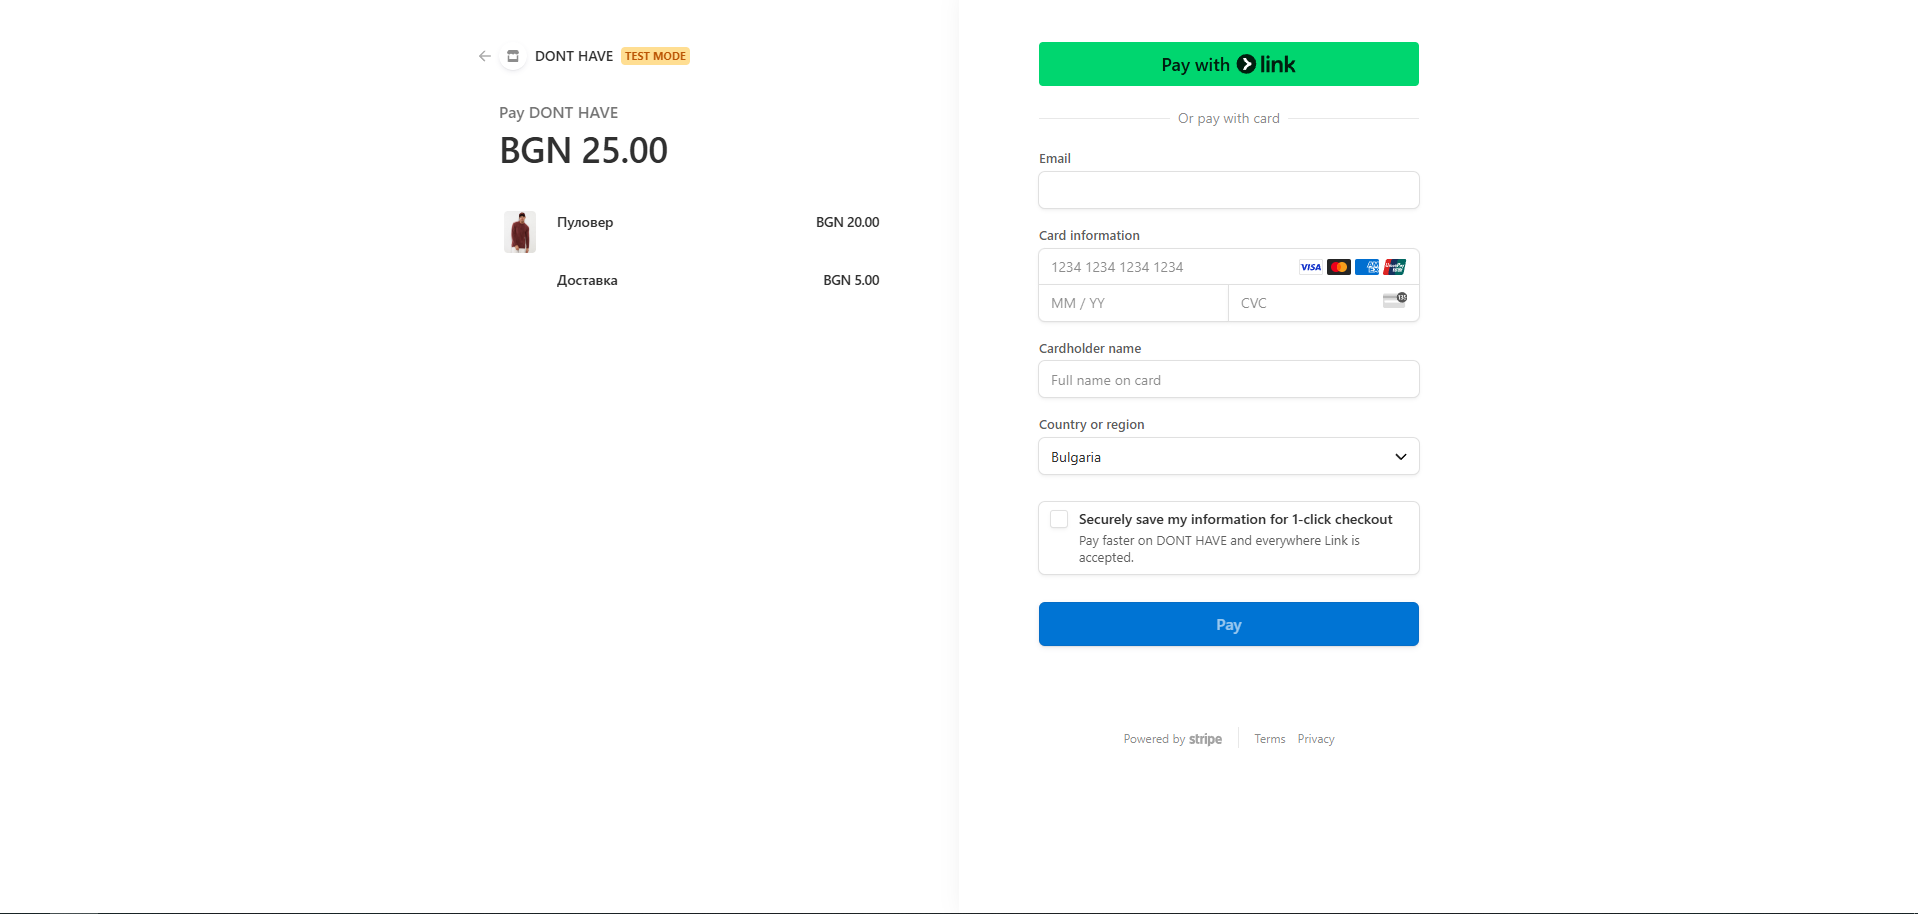 DONT HAVE TEST MODE
Pay DONT HAVE
BGN 25.00
Пуловер BGN 20.00
Доставка BGN 5.00
Pay with link
Or pay with card
Email
Card information
1234 1234 1234 1234 VISA
MM / YY CVC
Cardholder name
Full name on card
Country or region
Bulgaria
Securely save my information for 1-click checkout
Pay faster on DONT HAVE and everywhere Link is
accepted.
Pay
Powered by stripe Terms Privacy